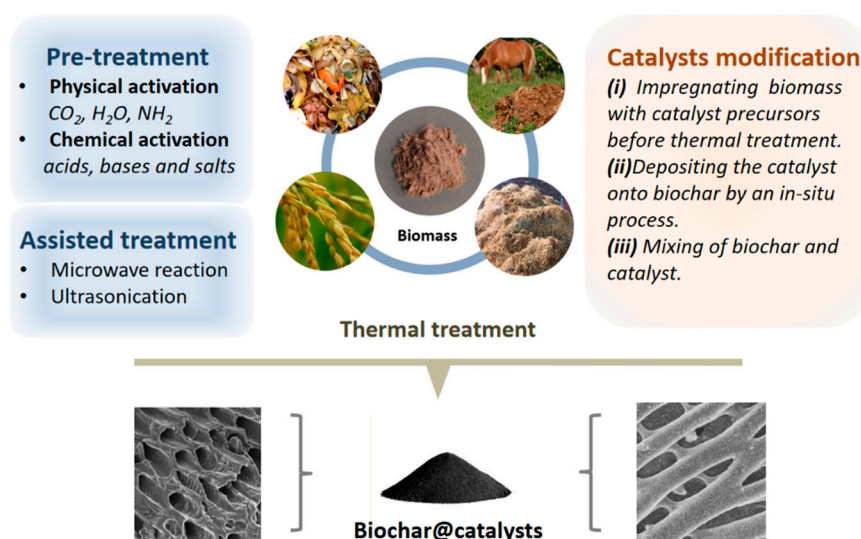 Pre-treatment
• Physical activation
CO₂, H₂O, NH₂
• Chemical activation
acids, bases and salts
Assisted treatment
• Microwave reaction
• Ultrasonication
Biomass
Catalysts modification
(i) Impregnating biomass
with catalyst precursors
before thermal treatment.
(ii)Depositing the catalyst
onto biochar by an in-situ
process.
(iii) Mixing of biochar and
catalyst.
Thermal treatment
Biochar@catalysts